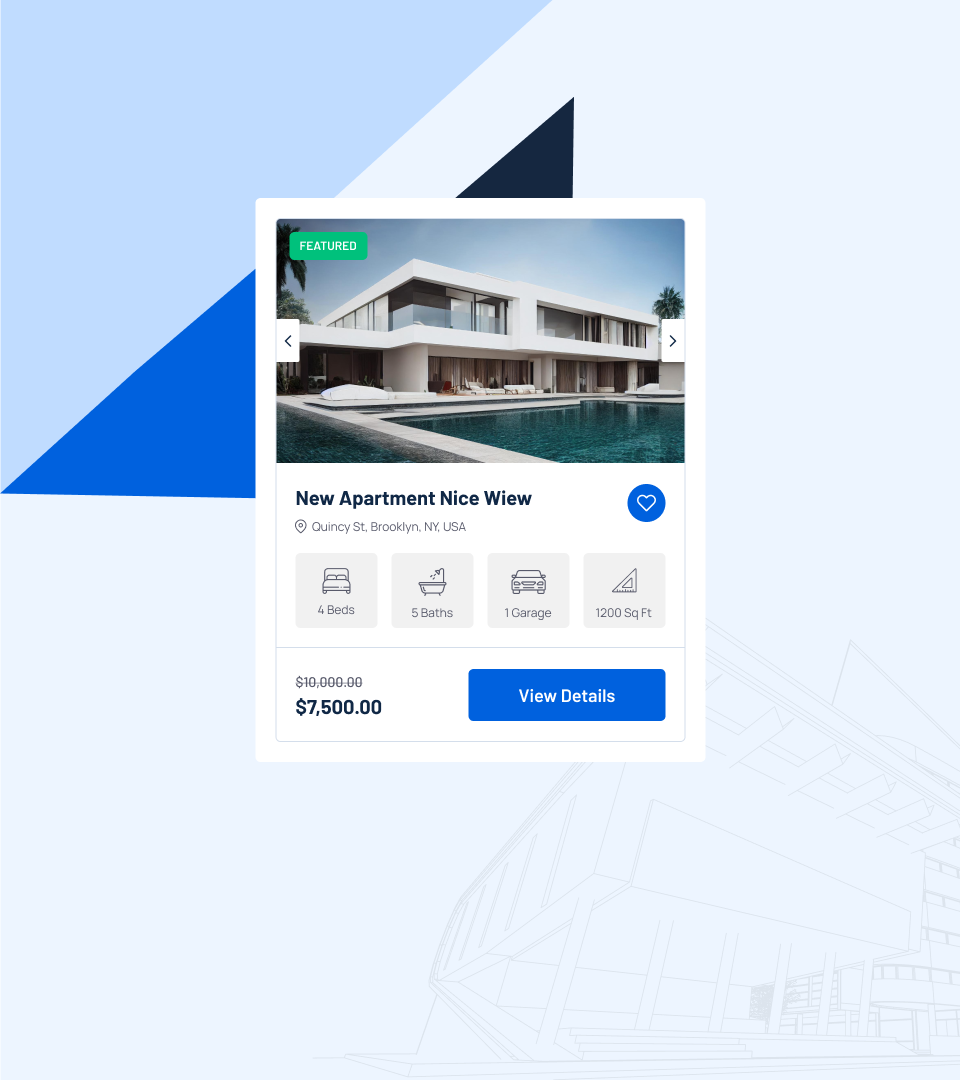 FEATURED
New Apartment Nice Wiew
Quincy St, Brooklyn, NY, USA
4 Beds
5 Baths
1 Garage
1200 Sq Ft
$10,000.00
$7,500.00
View Details